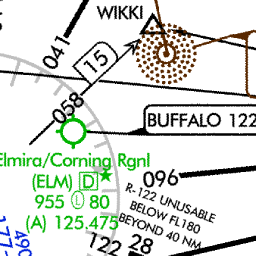 WIKKI
041
15
058
BUFFALO 122
Elmira/Corning Rgnl
(ELM) D
955 L 80
(A) 125.475
096
R-122 UNUSABLE
BELOW FL180
BEYOND 40 NM
122
28